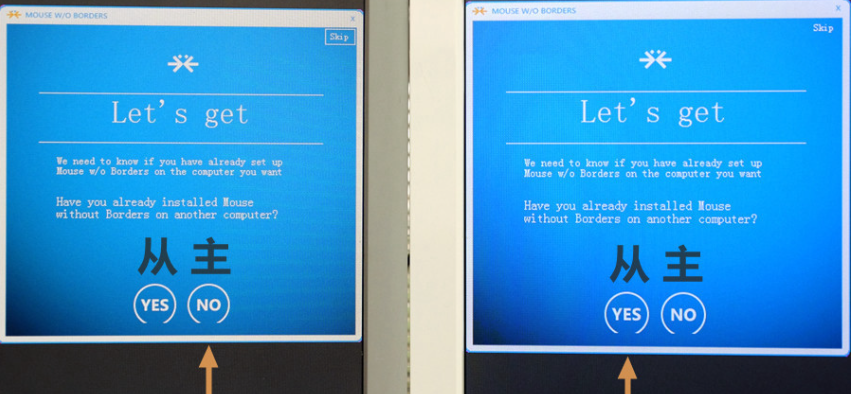 MOUSE W/O BORDERS
x
Skip
Let's get
We need to know if you have already set up
Mouse w/o Borders on the computer you want
Have you already installed Mouse
without Borders on another computer?
从 主
YES NO
MOUSE W/O BORDERS
x
Skip
Let's get
We need to know if you have already set up
Mouse w/o Borders on the computer you want
Have you already installed Mouse
without Borders on another computer?
从 主
YES NO